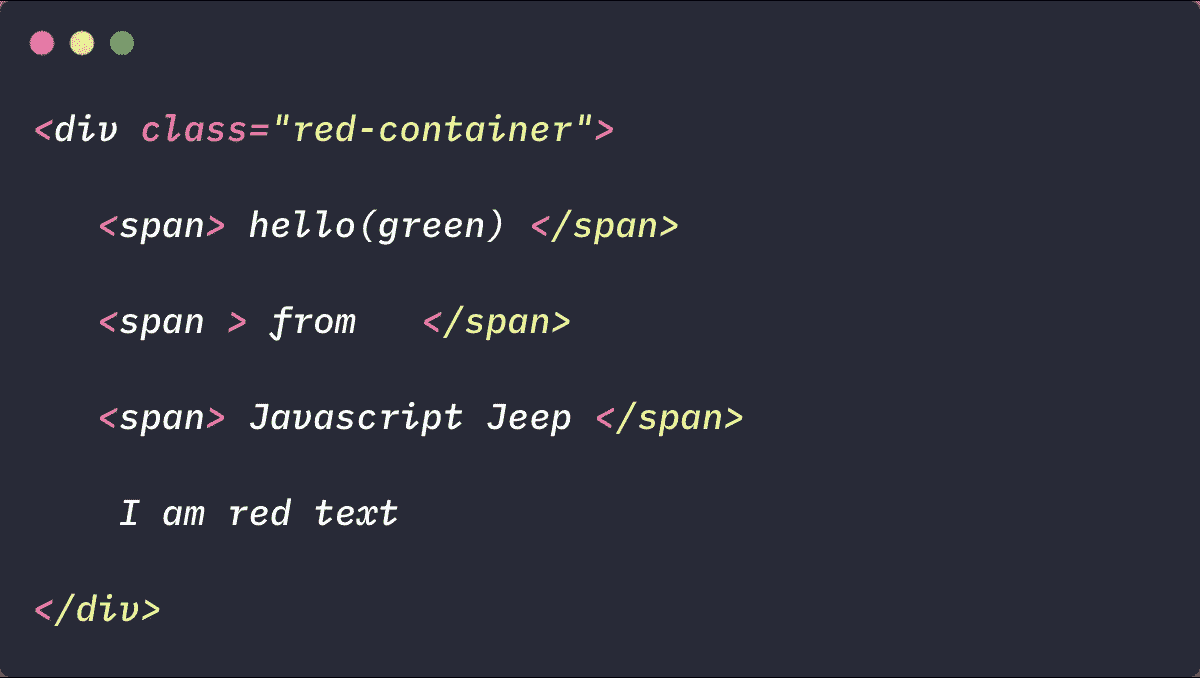 <div class="red-container">
<span> hello(green) </span>
<span > from   </span>
<span> Javascript Jeep </span>
I am red text
</div>